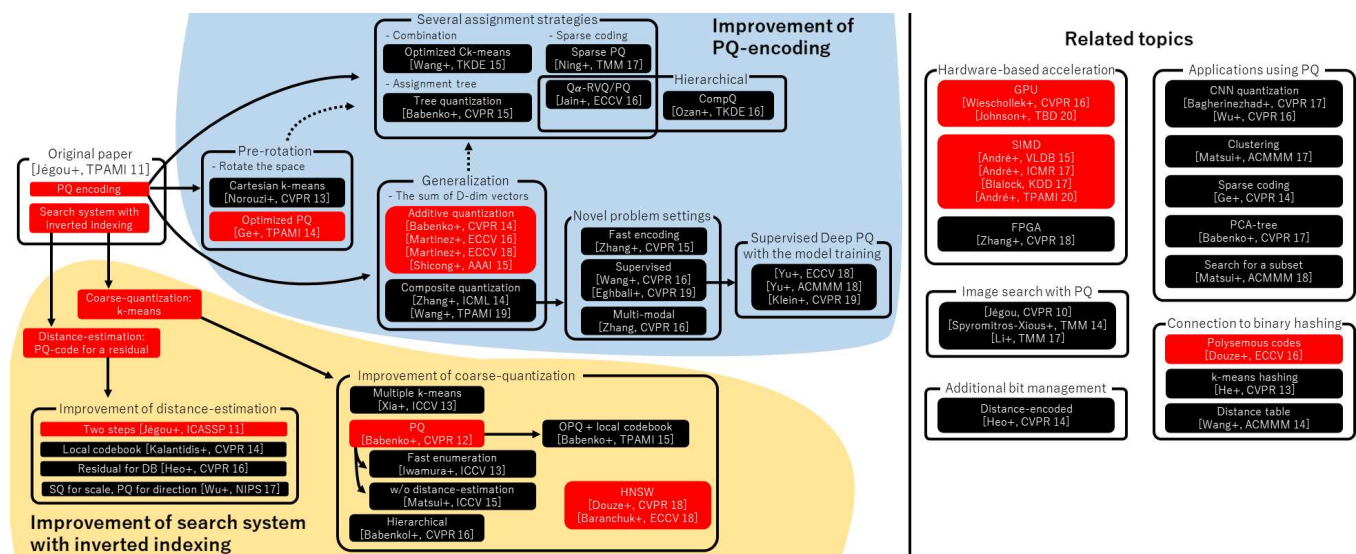 Several assignment strategies
- Combination
Optimized Ck-means
[Wang+, TKDE 15]
- Assignment tree
Tree quantization
[Babenko+, CVPR 15]
- Sparse coding
Sparse PQ
[Ning+, TMM 17]
Qα-RVQ/PQ
[Jain+, ECCV 16]
Hierarchical
CompQ
[Ozan+, TKDE 16]
Improvement of
PQ-encoding
Original paper
[Jégou+, TPAMI 11]
PQ encoding
Search system with
inverted indexing
Pre-rotation
- Rotate the space
Cartesian k-means
[Norouzi+, CVPR 13]
Optimized PQ
[Ge+, TPAMI 14]
Generalization
- The sum of D-dim vectors
Additive quantization
[Babenko+, CVPR 14]
[Martinez+, ECCV 16]
[Martinez+, ECCV 18]
[Shicong+, AAAI 15]
Composite quantization
[Zhang+, ICML 14]
[Wang+, TPAMI 19]
Novel problem settings
Fast encoding
[Zhang+, CVPR 15]
Supervised
[Wang+, CVPR 16]
[Eghbali+, CVPR 19]
Multi-modal
[Zhang, CVPR 16]
Supervised Deep PQ
with the model training
[Yu+, ECCV 18]
[Yu+, ACMMM 18]
[Klein+, CVPR 19]
Coarse-quantization:
k-means
Distance-estimation:
PQ-code for a residual
Improvement of distance-estimation
Two steps [Jégou+, ICASSP 11]
Local codebook [Kalantidis+, CVPR 14]
Residual for DB [Heo+, CVPR 16]
SQ for scale, PQ for direction [Wu+, NIPS 17]
Improvement of search system
with inverted indexing
Improvement of coarse-quantization
Multiple k-means
[Xia+, ICCV 13]
PQ
[Babenko+, CVPR 12]
OPQ + local codebook
[Babenko+, TPAMI 15]
Fast enumeration
[Iwamura+, ICCV 13]
w/o distance-estimation
[Matsui+, ICCV 15]
Hierarchical
[Babenkol+, CVPR 16]
HNSW
[Douze+, CVPR 18]
[Baranchuk+, ECCV 18]
Related topics
Hardware-based acceleration
GPU
[Wieschollek+, CVPR 16]
[Johnson+, TBD 20]
SIMD
[André+, VLDB 15]
[André+, ICMR 17]
[Blalock, KDD 17]
[André+, TPAMI 20]
FPGA
[Zhang+, CVPR 18]
Image search with PQ
[Jégou, CVPR 10]
[Spyromitros-Xious+, TMM 14]
[Li+, TMM 17]
Additional bit management
Distance-encoded
[Heo+, CVPR 14]
Applications using PQ
CNN quantization
[Bagherinezhad+, CVPR 17]
[Wu+, CVPR 16]
Clustering
[Matsui+, ACMMM 17]
Sparse coding
[Ge+, CVPR 14]
PCA-tree
[Babenko+, CVPR 17]
Search for a subset
[Matsui+, ACMMM 18]
Connection to binary hashing
Polysemous codes
[Douze+, ECCV 16]
k-means hashing
[He+, CVPR 13]
Distance table
[Wang+, ACMMM 14]